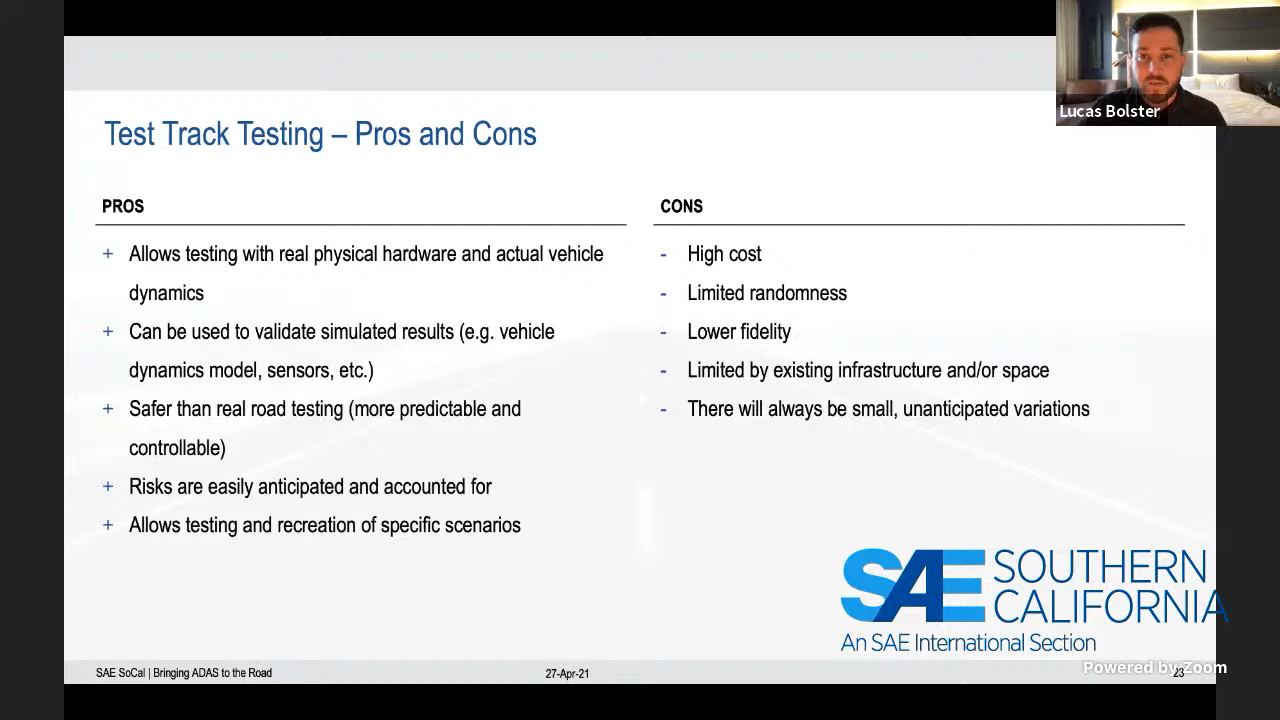 Lucas Bolster
Test Track Testing – Pros and Cons
PROS
+ Allows testing with real physical hardware and actual vehicle
dynamics
+ Can be used to validate simulated results (e.g. vehicle
dynamics model, sensors, etc.)
+ Safer than real road testing (more predictable and
controllable)
+ Risks are easily anticipated and accounted for
+ Allows testing and recreation of specific scenarios
CONS
- High cost
- Limited randomness
- Lower fidelity
- Limited by existing infrastructure and/or space
- There will always be small, unanticipated variations
SAE SOUTHERN
CALIFORNIA
An SAE International Section
SAE SoCal | Bringing ADAS to the Road
27-Apr-21
23
Powered by Zoom